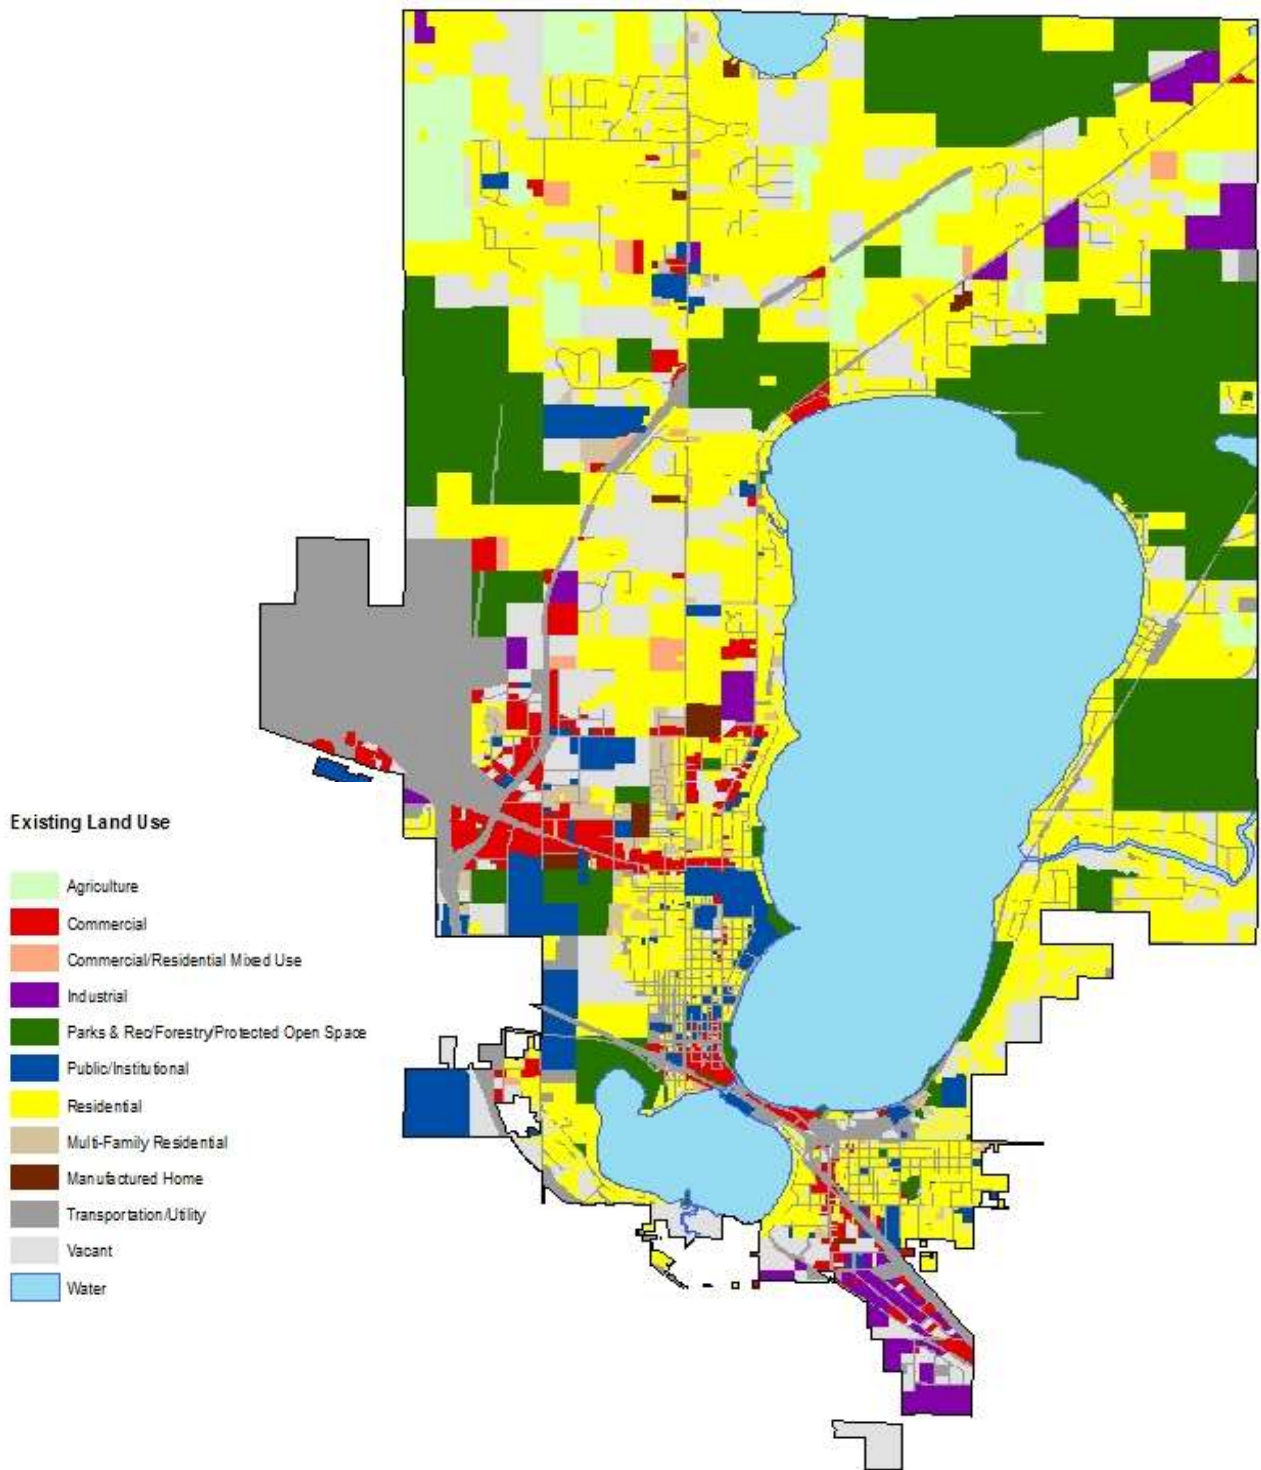 Existing Land Use
Agriculture
Commercial
Commercial/Residential Mixed Use
Industrial
Parks & Rec/Forestry/Protected Open Space
Public/Institutional
Residential
Multi-Family Residential
Manufactured Home
Transportation/Utility
Vacant
Water